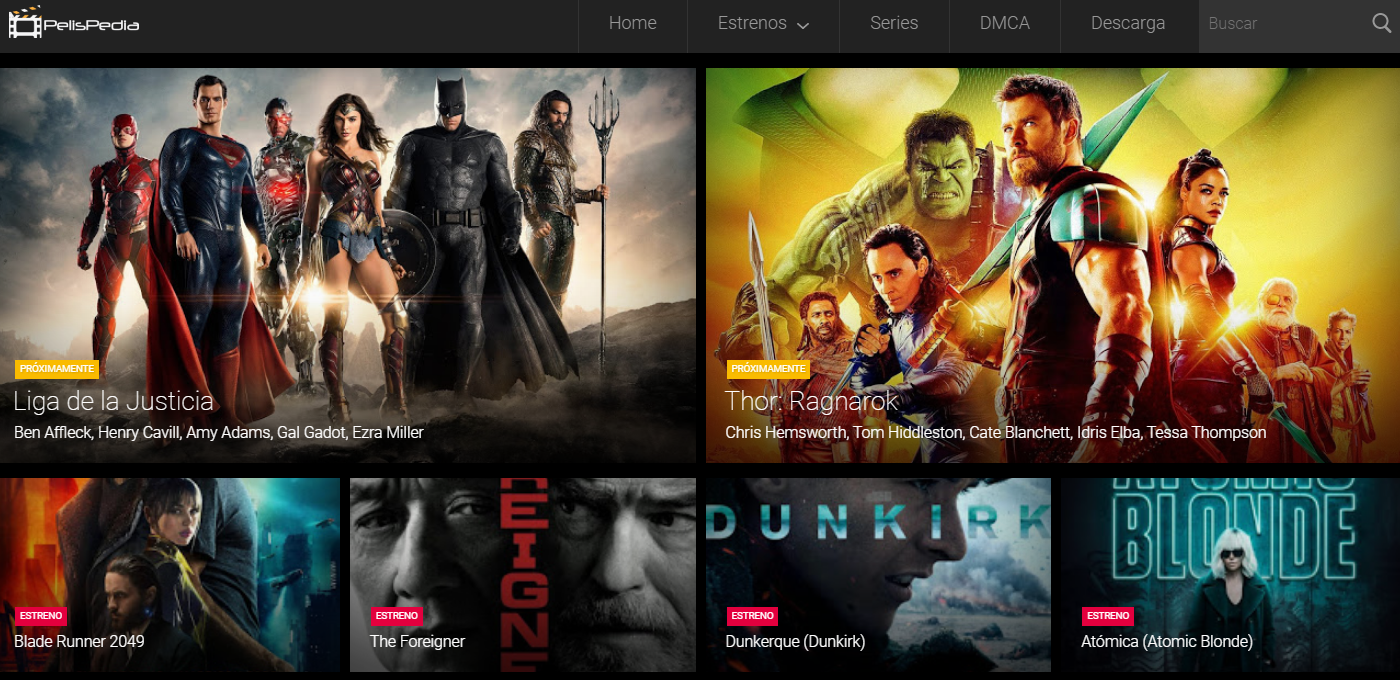 PelisPedia
Home
Estrenos
Series
DMCA
Descarga
Buscar
PRÓXIMAMENTE
Liga de la Justicia
Ben Affleck, Henry Cavill, Amy Adams, Gal Gadot, Ezra Miller
PRÓXIMAMENTE
Thor: Ragnarok
Chris Hemsworth, Tom Hiddleston, Cate Blanchett, Idris Elba, Tessa Thompson
ESTRENO
Blade Runner 2049
EIGN
ESTRENO
The Foreigner
DUNKIRK
ESTRENO
Dunkerque (Dunkirk)
ATOMIC
BLONDE
ESTRENO
Atómica (Atomic Blonde)